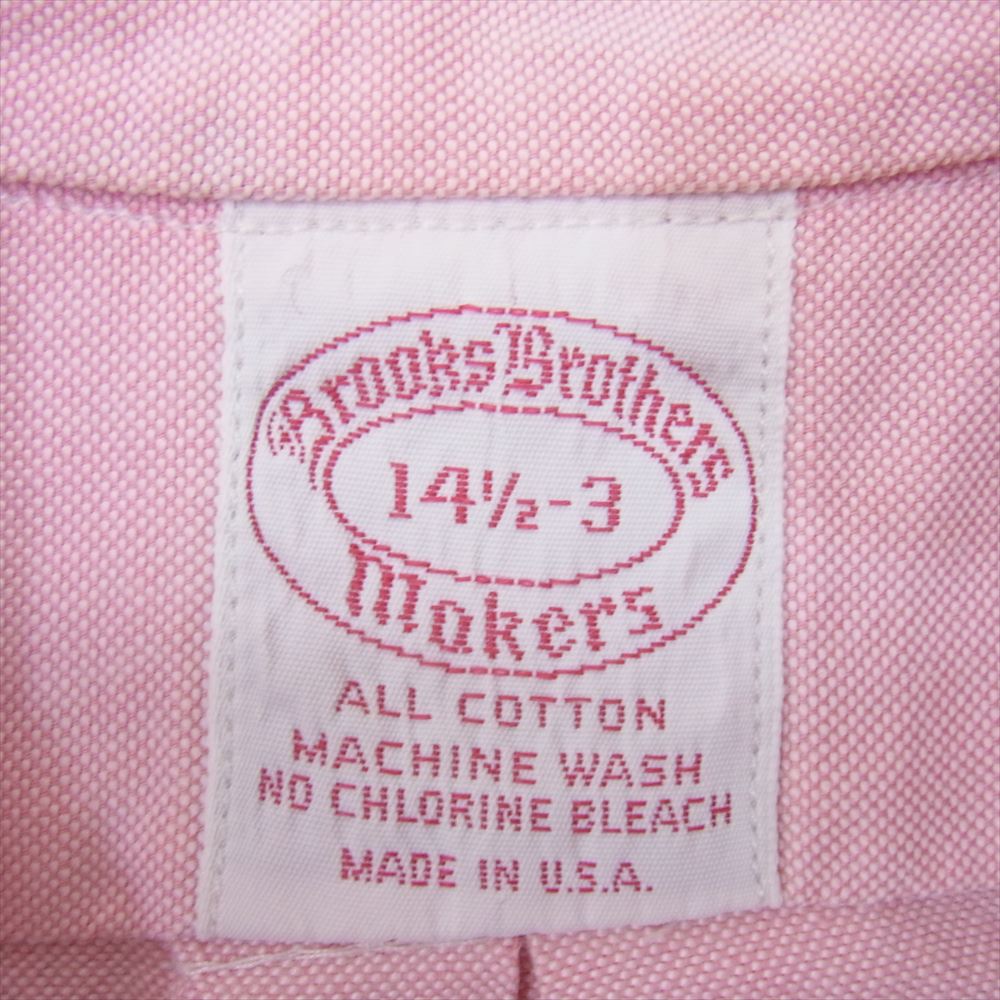 Brooks Brothers
14½-3
Makers
ALL COTTON
MACHINE WASH
NO CHLORINE BLEACH
MADE IN U.S.A.